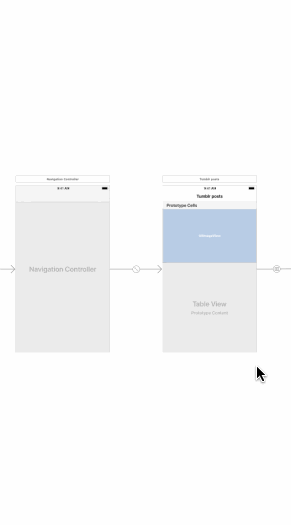 Navigation Controller
Tumblr posts
9:41 AM
9:41 AM
Tumblr posts
Prototype Cells
Navigation Controller
Table View
Prototype Content